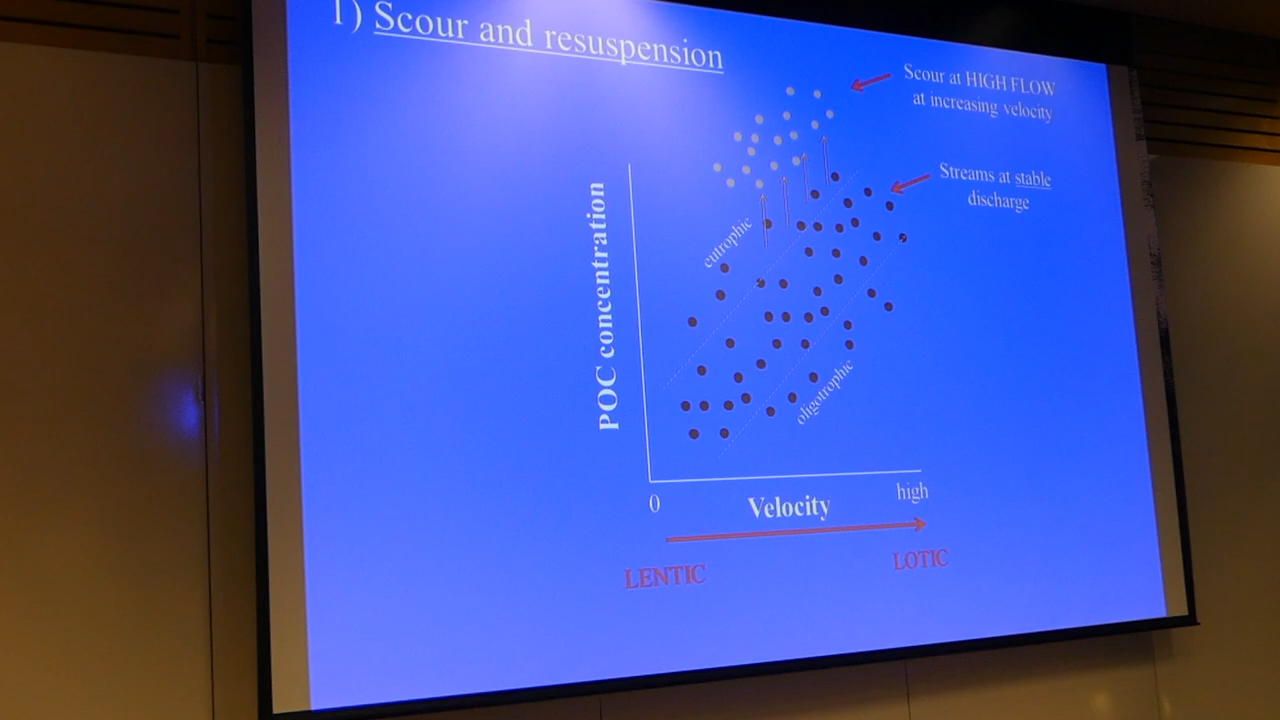 1) Scour and resuspension
Scour at HIGH FLOW
at increasing velocity
Streams at stable
discharge
eutrophic
POC concentration
oligotrophic
0
Velocity
high
LENTIC
LOTIC